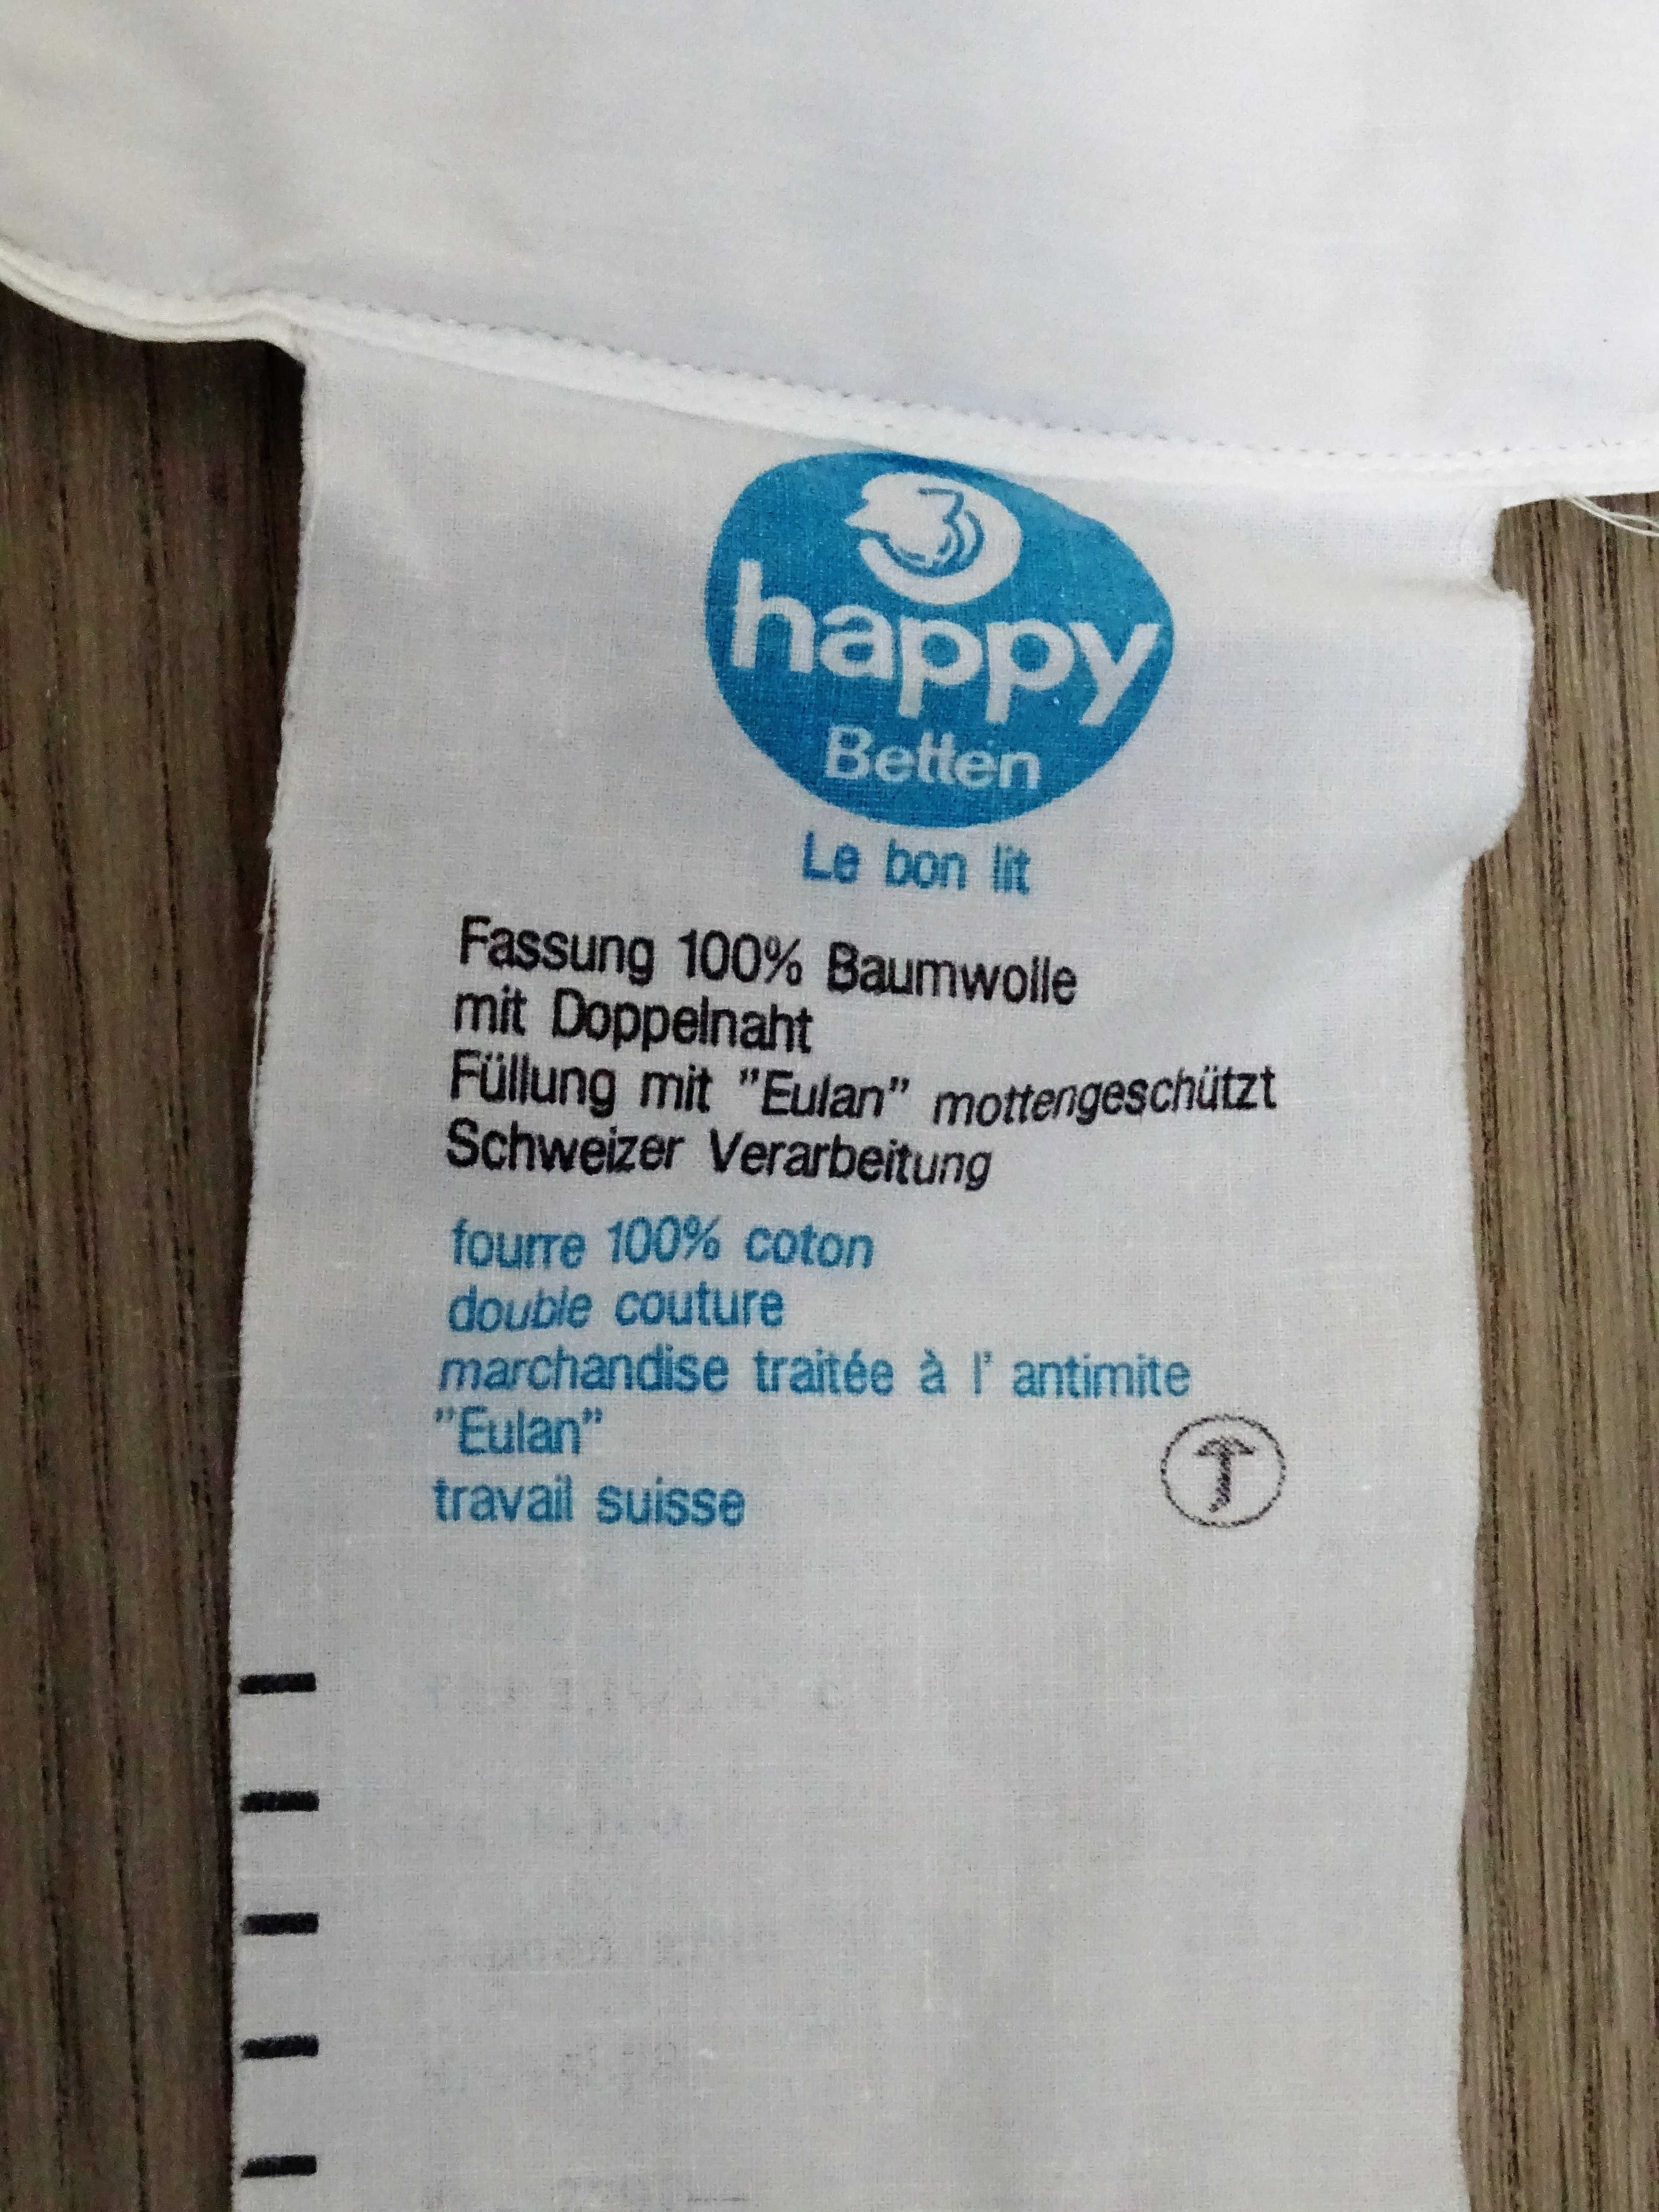 happy
Betten
Le bon lit
Fassung 100% Baumwolle
mit Doppelnaht
Füllung mit "Eulan" mottengeschützt
Schweizer Verarbeitung
fourre 100% coton
double couture
marchandise traitée à l' antimite
"Eulan"
travail suisse